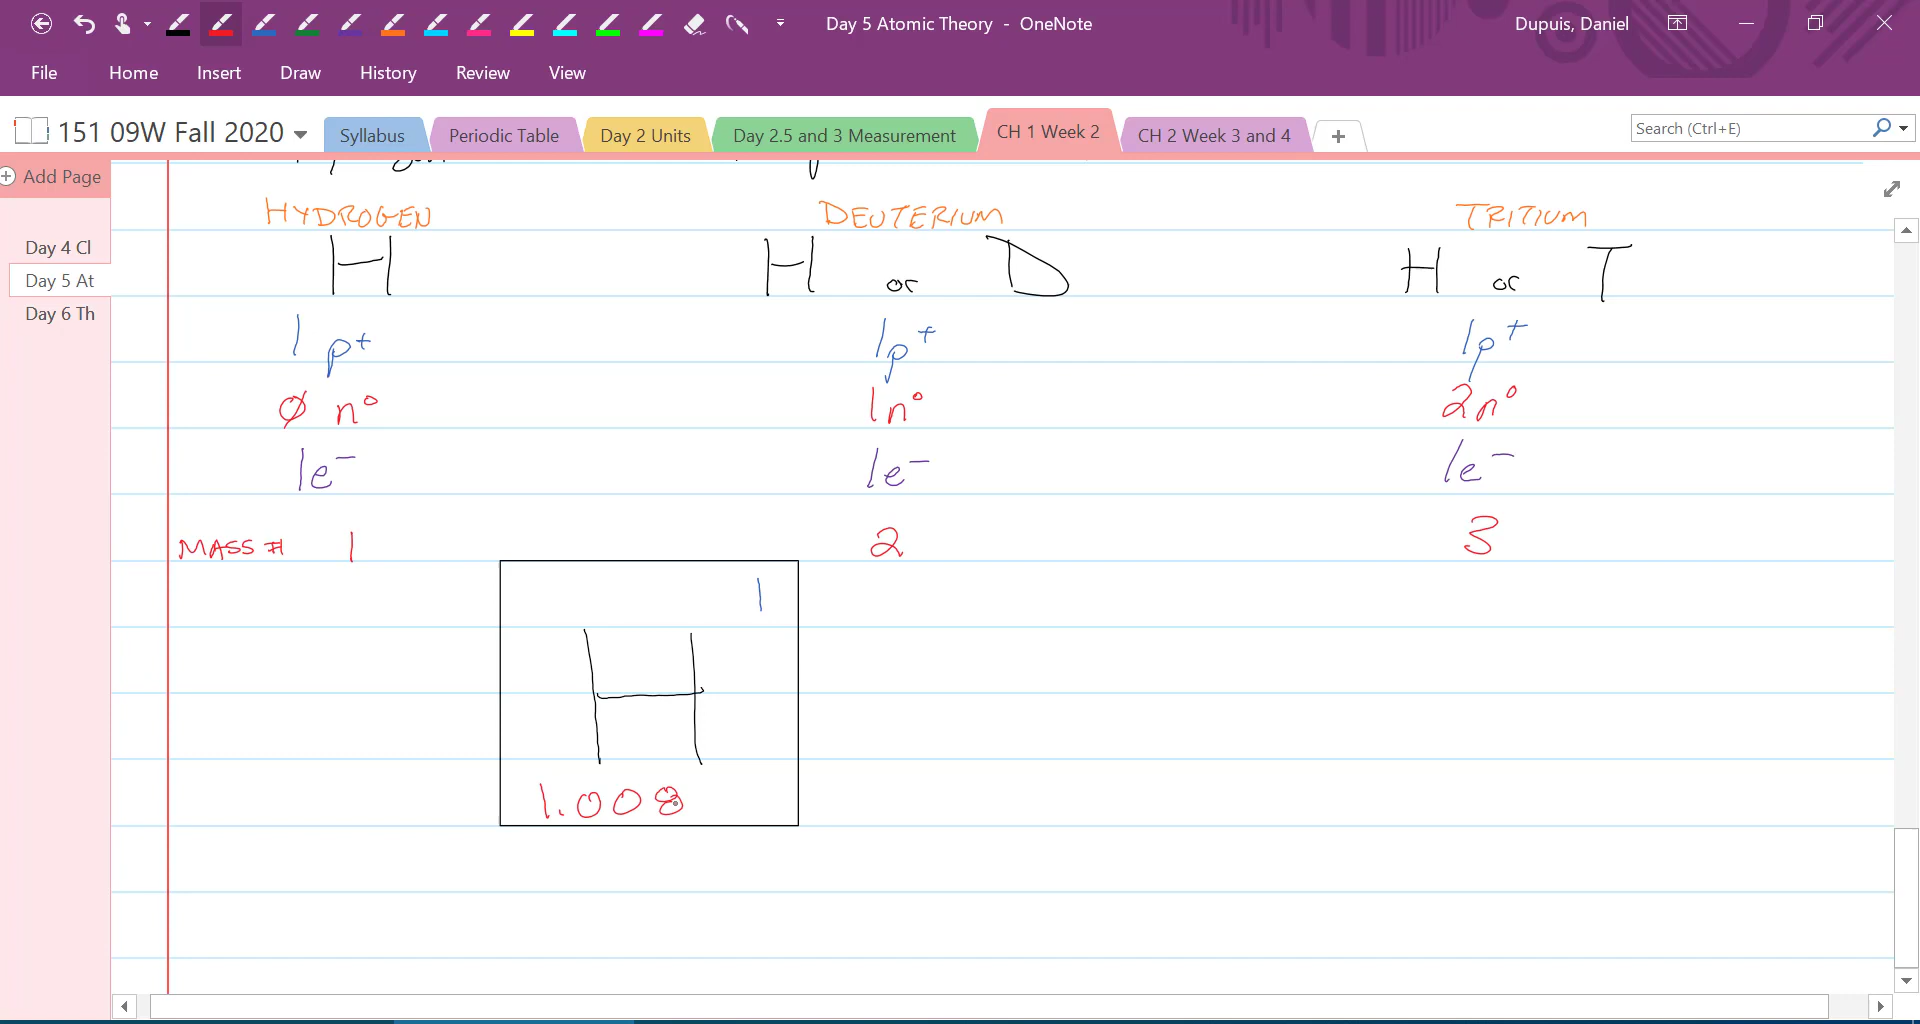 Day 5 Atomic Theory - OneNote
Dupuis, Daniel
File Home Insert Draw History Review View
151 09W Fall 2020
Syllabus Periodic Table Day 2 Units Day 2.5 and 3 Measurement CH 1 Week 2 CH 2 Week 3 and 4 +
Search (Ctrl+E)
Add Page
Day 4 Cl
Day 5 At
Day 6 Th
HYDROGEN DEUTERIUM TRITIUM
H H or D H or T
1 p+ 1p+ 1p+
0 n° 1n° 2n°
1e− 1e− 1e−
MASS # 1 2 3
1
H
1.008